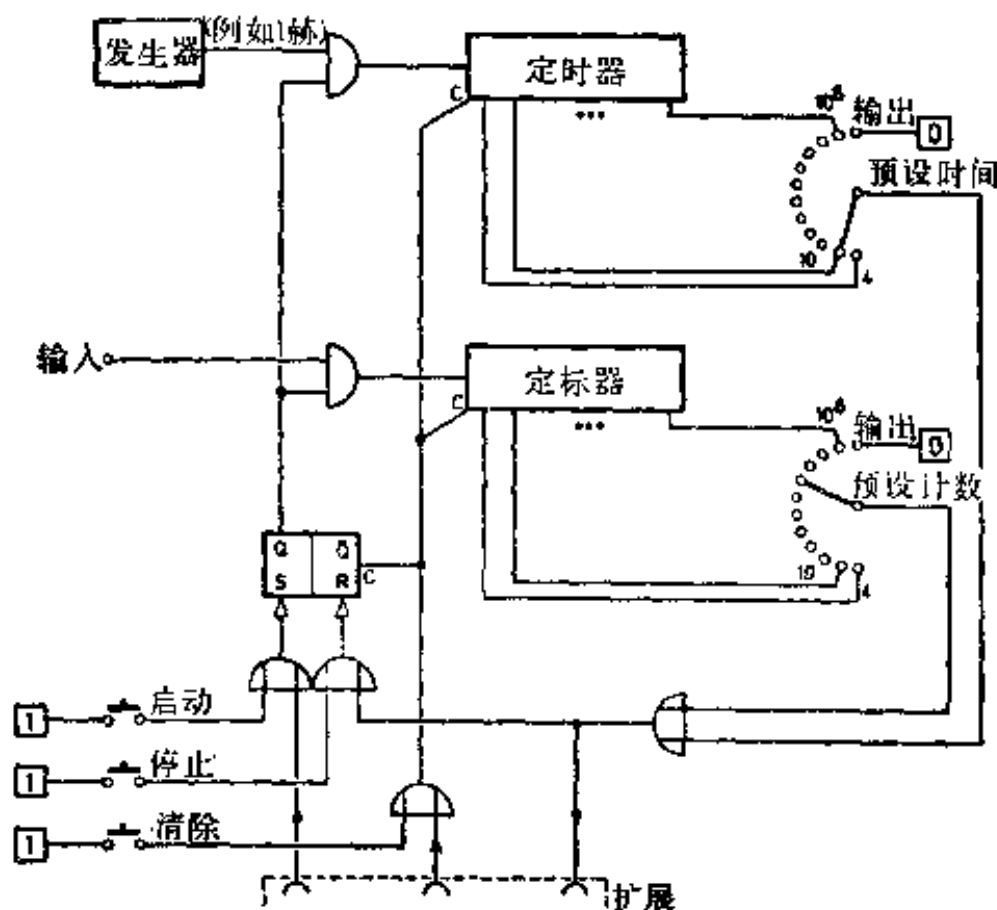 发生器
(例如1赫)
定时器
C
•••
10⁶
输出
0
预设时间
10
4
输入
定标器
C
•••
10⁶
输出
0
预设计数
10
4
Q Q̄
S R
C
1 启动
1 停止
1 清除
扩展